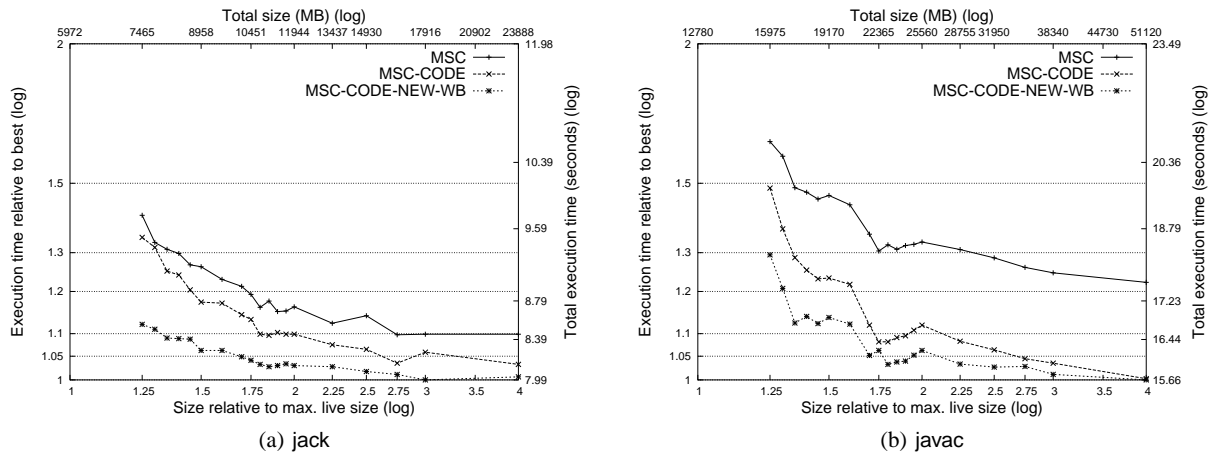 Total size (MB) (log)
5972 7465 8958 10451 11944 13437 14930 17916 20902 23888
2 11.98
MSC
MSC-CODE
MSC-CODE-NEW-WB
10.39
1.5
9.59
1.3
1.2
8.79
1.1
8.39
1.05
1 7.99
1 1.25 1.5 1.75 2 2.25 2.5 2.75 3 4
Execution time relative to best (log)
Total execution time (seconds) (log)
Size relative to max. live size (log)
(a) jack
Total size (MB) (log)
12780 15975 19170 22365 25560 28755 31950 38340 44730 51120
2 23.49
MSC
MSC-CODE
MSC-CODE-NEW-WB
20.36
1.5
18.79
1.3
1.2
17.23
1.1
16.44
1.05
1 15.66
1 1.25 1.5 1.75 2 2.25 2.5 2.75 3 4
Execution time relative to best (log)
Total execution time (seconds) (log)
Size relative to max. live size (log)
(b) javac